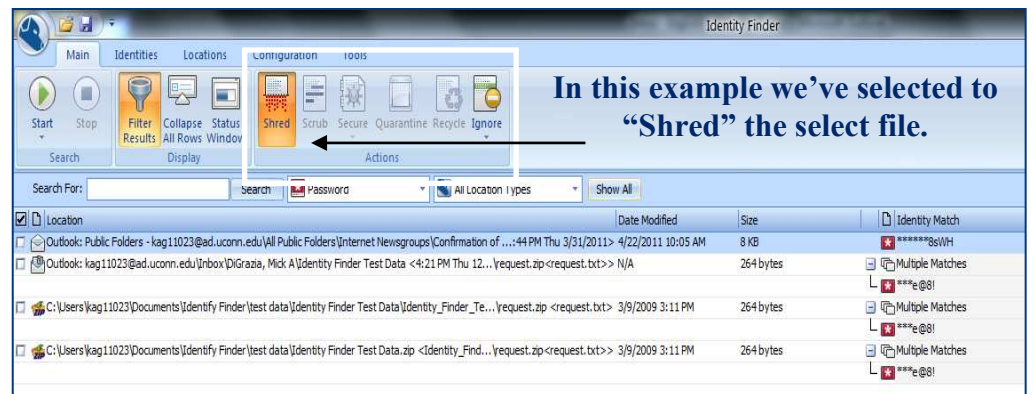 Identity Finder
Main Identities Locations Configuration Tools
In this example we've selected to
"Shred" the select file.
Start Stop Filter Results Collapse All Rows Status Window Shred Scrub Secure Quarantine Recycle Ignore
Search Display Actions
Search For: Search Password All Location Types Show All
Location Date Modified Size Identity Match
Outlook: Public Folders - kag11023@ad.uconn.edu\All Public Folders\Internet Newsgroups\Confirmation of ...:44 PM Thu 3/31/2011> 4/22/2011 10:05 AM 8 KB ******8sWH
Outlook: kag11023@ad.uconn.edu\Inbox\DiGrazia, Mick A\Identity Finder Test Data <4:21 PM Thu 12...\request.zip<request.txt>> N/A 264 bytes Multiple Matches
***e@8!
C:\Users\kag11023\Documents\Identify Finder\test data\Identity Finder Test Data\Identity_Finder_Te...\request.zip <request.txt> 3/9/2009 3:11 PM 264 bytes Multiple Matches
***e@8!
C:\Users\kag11023\Documents\Identify Finder\test data\Identity Finder Test Data.zip <Identity_Find...\request.zip<request.txt>> 3/9/2009 3:11 PM 264 bytes Multiple Matches
***e@8!